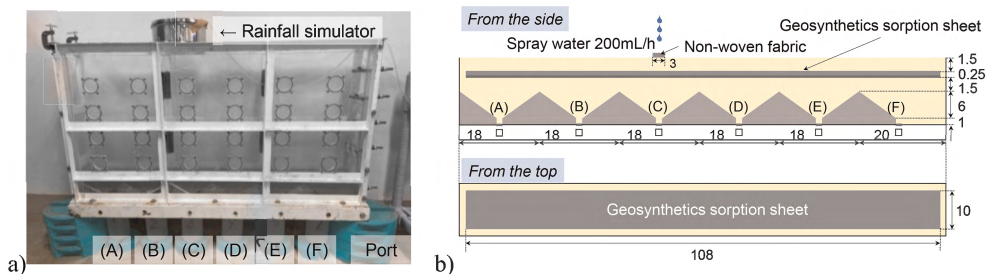 ← Rainfall simulator
(A) (B) (C) (D) (E) (F) Port
a)
From the side
Geosynthetics sorption sheet
Spray water 200mL/h
Non-woven fabric
3
1.5
0.25
1.5
6
1
(A) (B) (C) (D) (E) (F)
18 18 18 18 18 20
From the top
Geosynthetics sorption sheet
10
108
b)